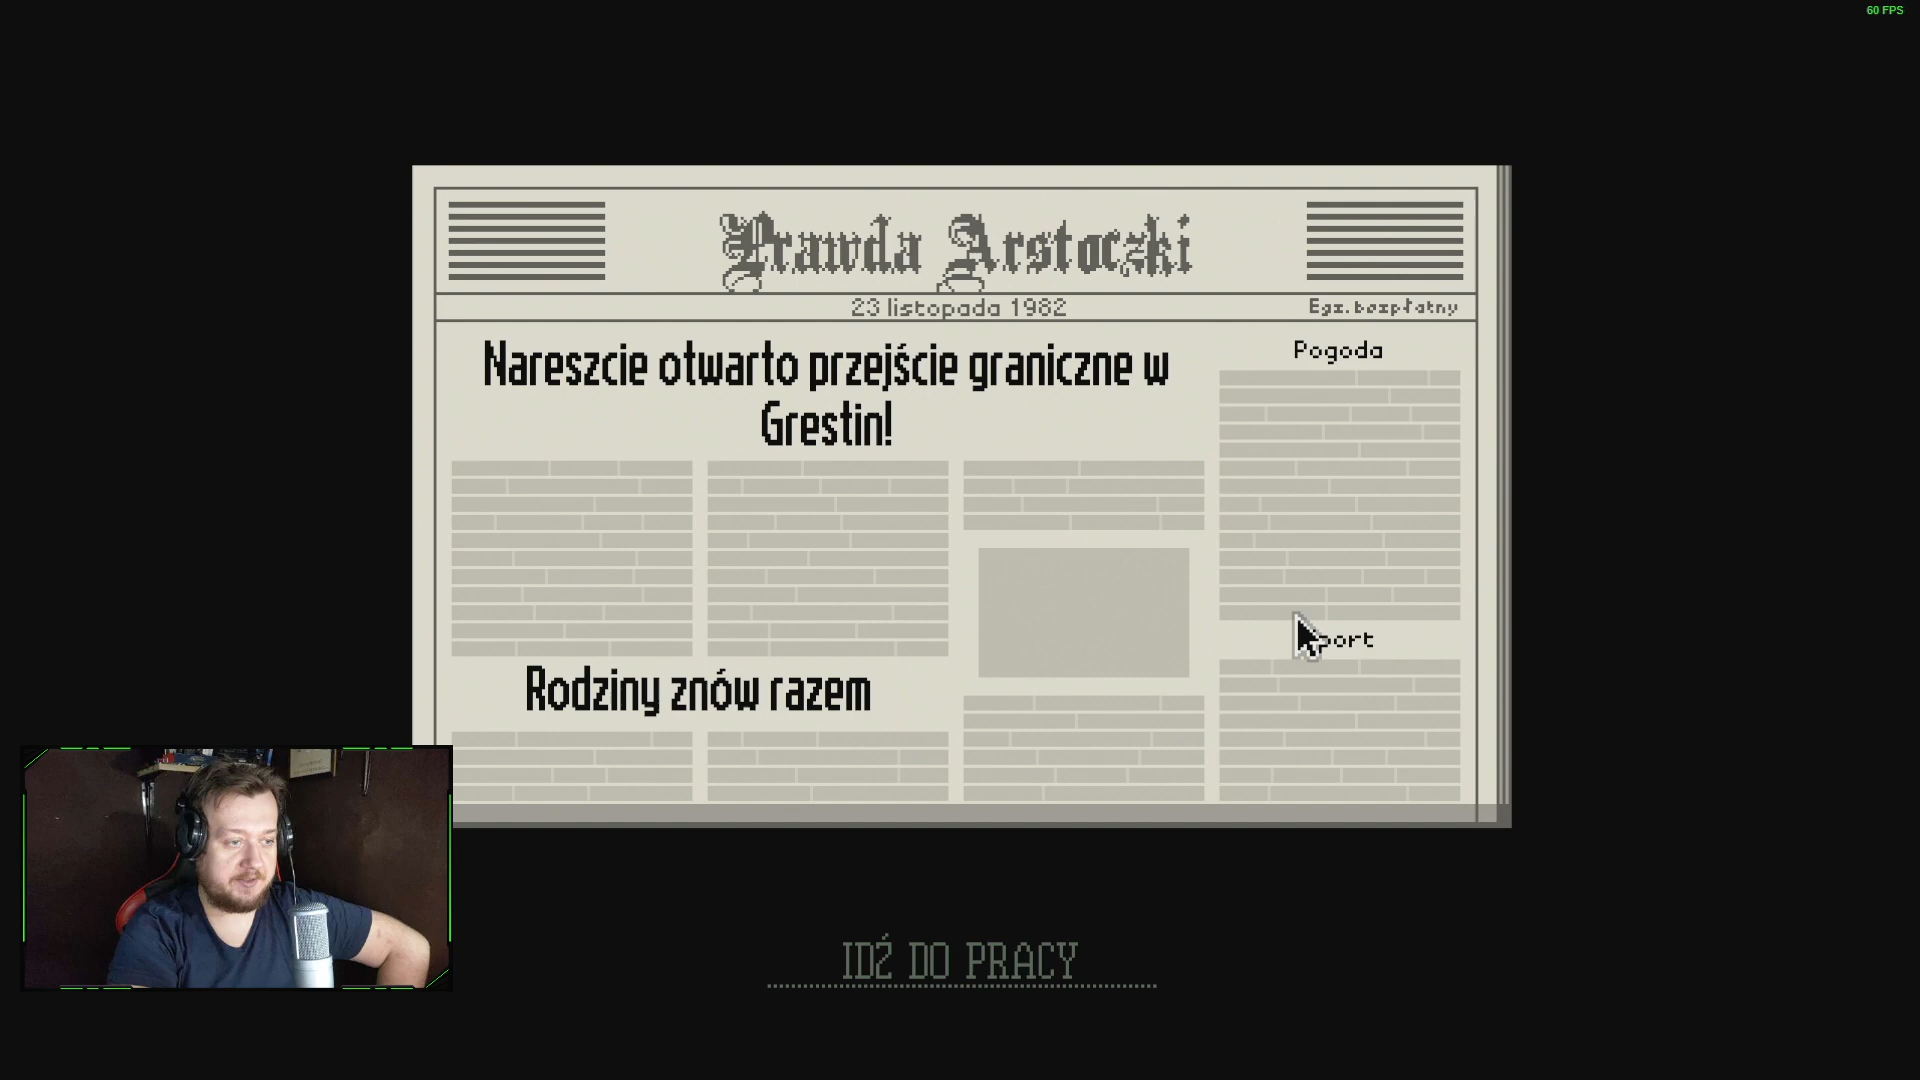 60 FPS
Prawda Arstoczki
23 listopada 1982
Egz. bezpłatny
Nareszcie otwarto przejście graniczne w
Grestin!
Pogoda
Rodziny znów razem
IDŹ DO PRACY